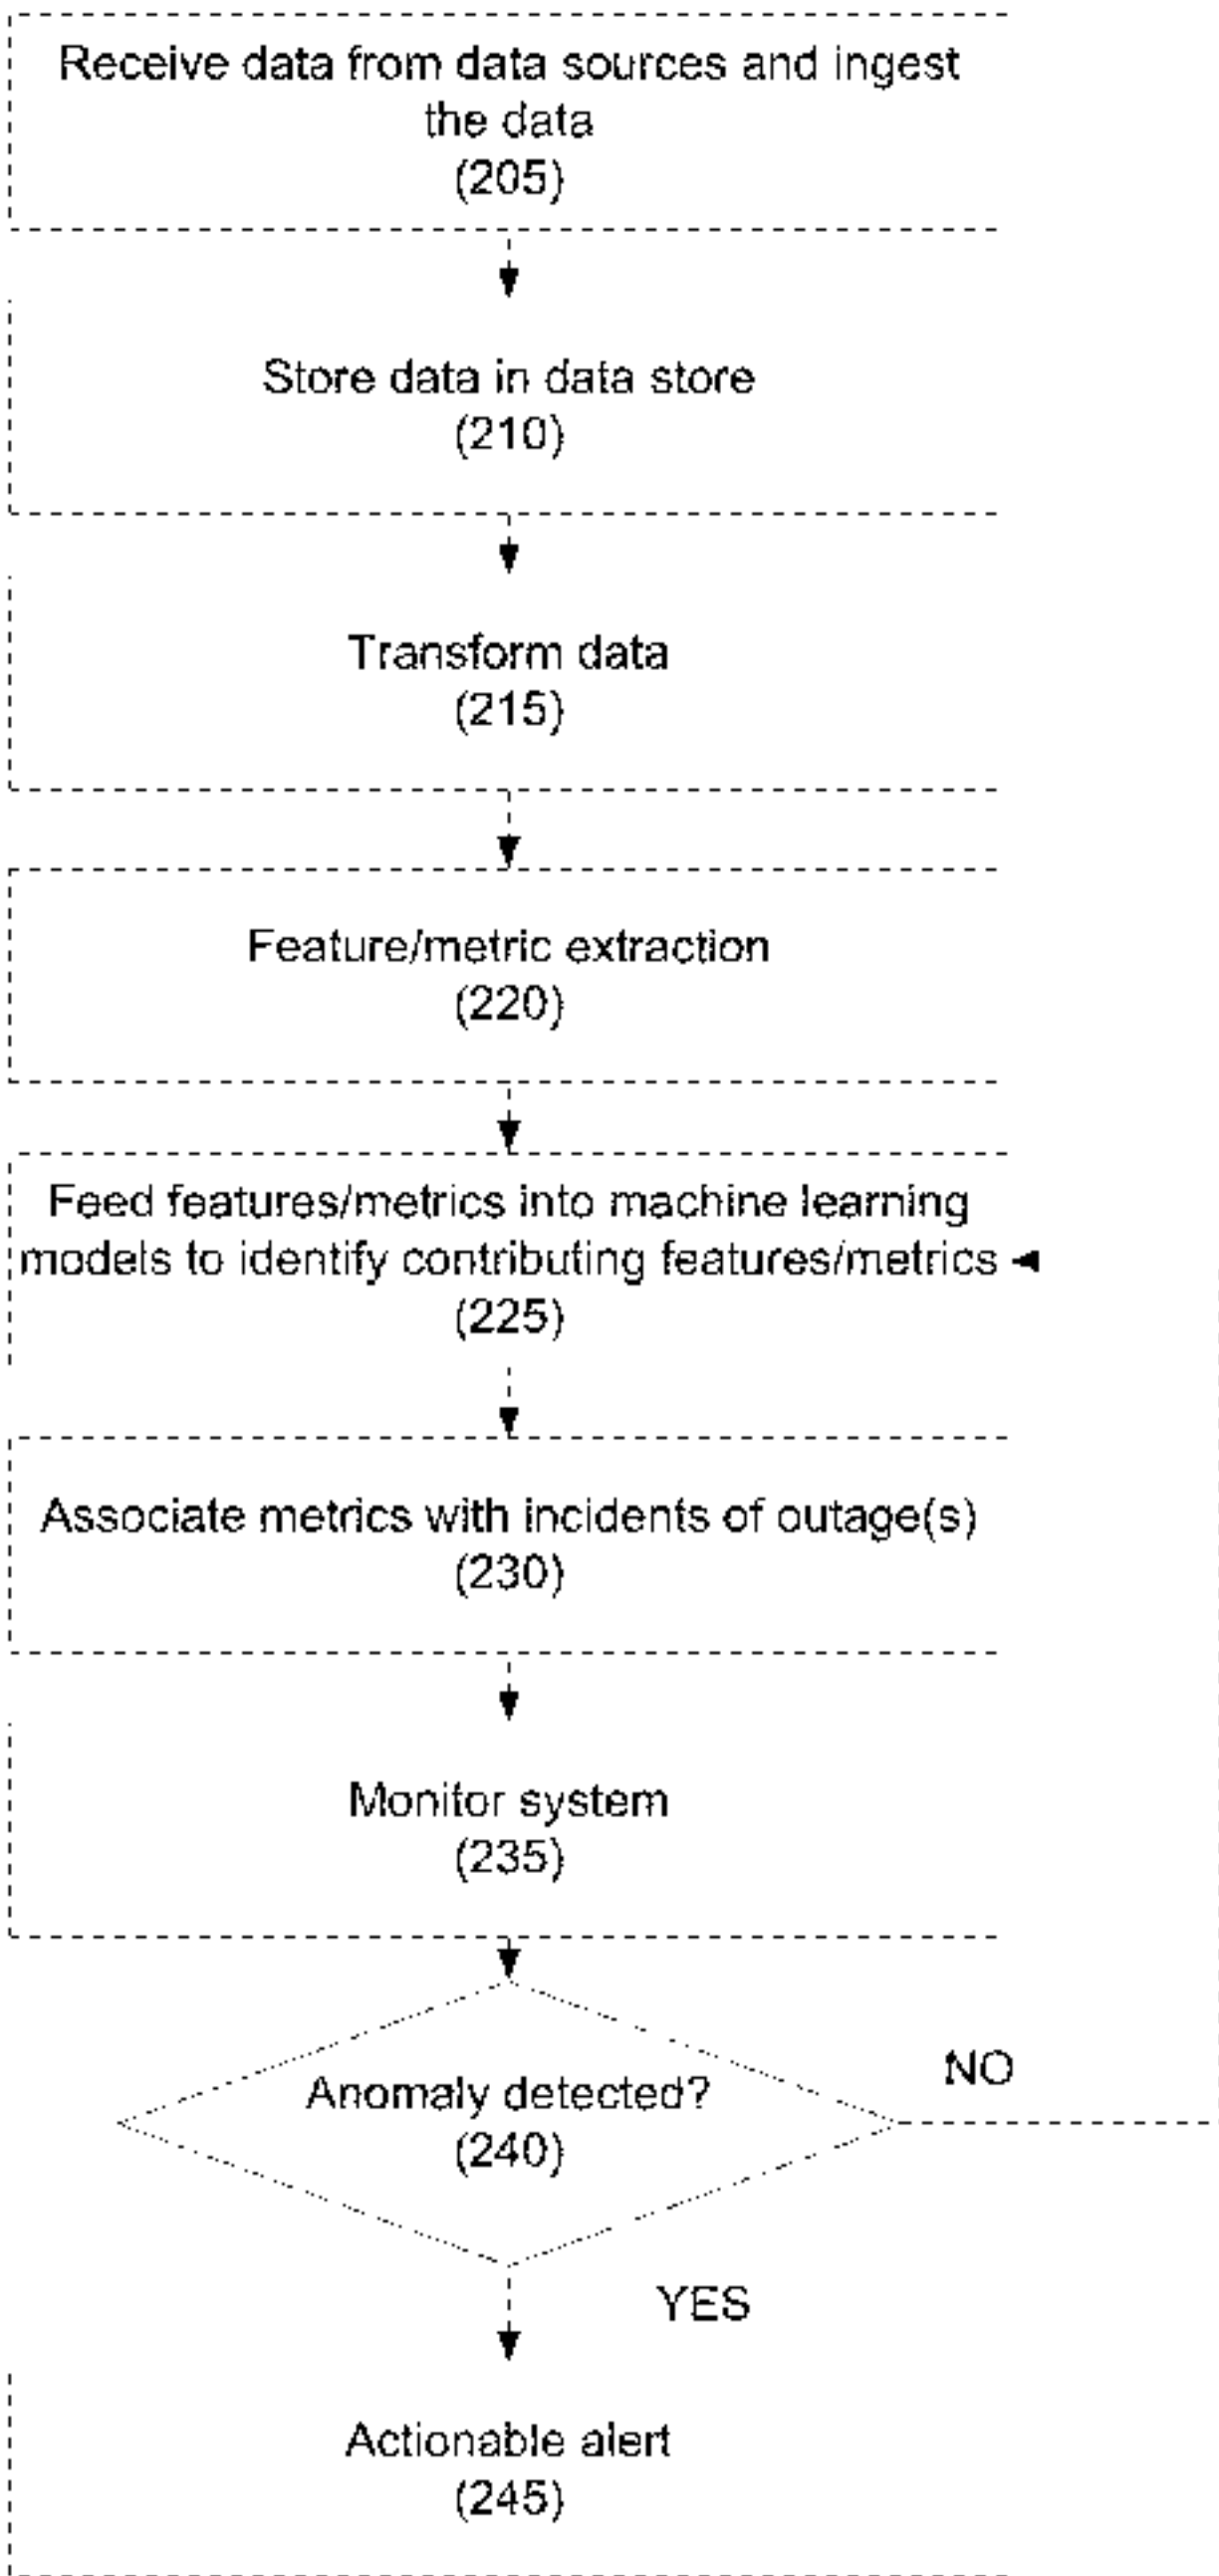 Receive data from data sources and ingest
the data
(205)
Store data in data store
(210)
Transform data
(215)
Feature/metric extraction
(220)
Feed features/metrics into machine learning
models to identify contributing features/metrics
(225)
Associate metrics with incidents of outage(s)
(230)
Monitor system
(235)
Anomaly detected?
(240)
NO
YES
Actionable alert
(245)